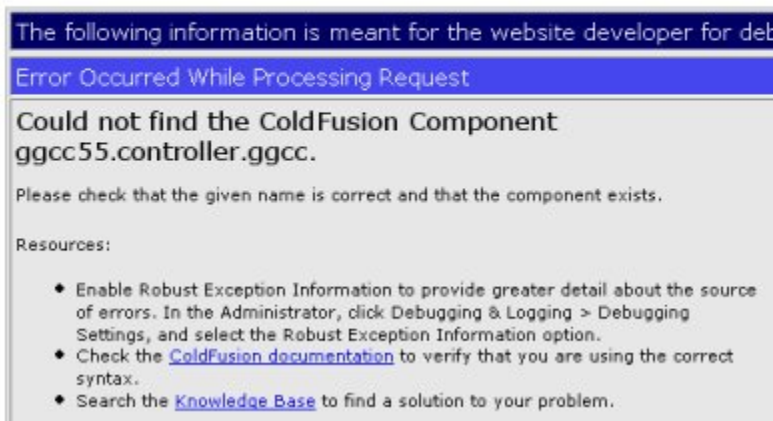 The following information is meant for the website developer for deb
Error Occurred While Processing Request
Could not find the ColdFusion Component
ggcc55.controller.ggcc.
Please check that the given name is correct and that the component exists.
Resources:
• Enable Robust Exception Information to provide greater detail about the source
of errors. In the Administrator, click Debugging & Logging > Debugging
Settings, and select the Robust Exception Information option.
• Check the ColdFusion documentation to verify that you are using the correct
syntax.
• Search the Knowledge Base to find a solution to your problem.